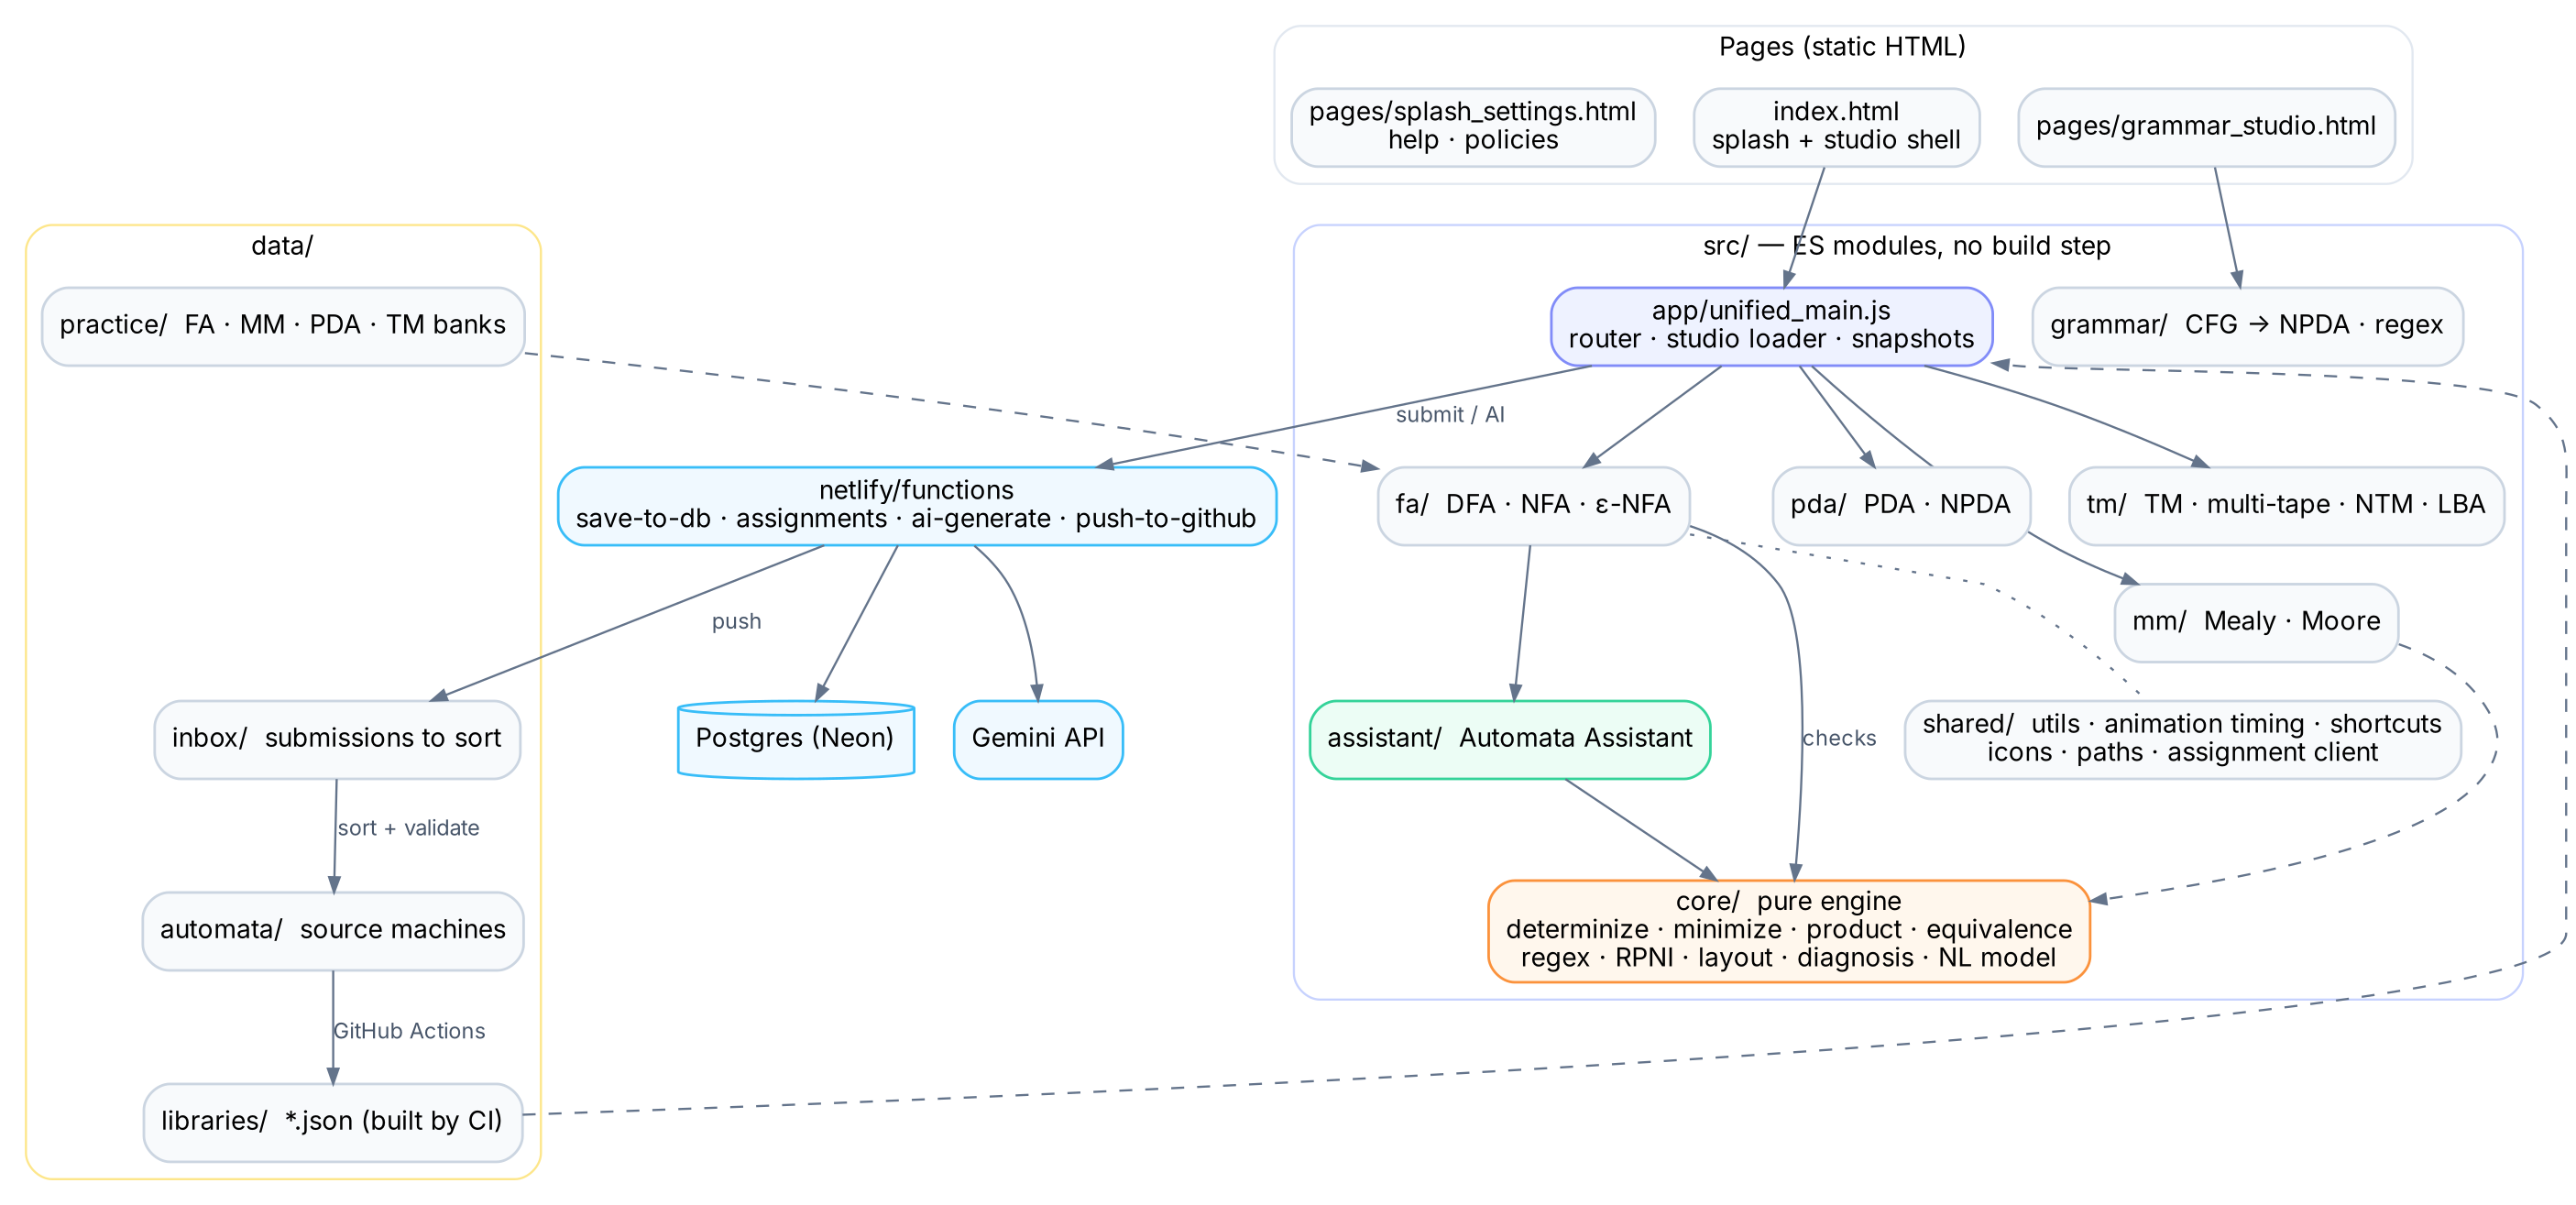 Pages (static HTML)
pages/splash_settings.html
help · policies
index.html
splash + studio shell
pages/grammar_studio.html
data/
src/ — ES modules, no build step
practice/  FA · MM · PDA · TM banks
app/unified_main.js
router · studio loader · snapshots
grammar/  CFG → NPDA · regex
submit / AI
netlify/functions
save-to-db · assignments · ai-generate · push-to-github
fa/  DFA · NFA · ε-NFA
pda/  PDA · NPDA
tm/  TM · multi-tape · NTM · LBA
push
mm/  Mealy · Moore
inbox/  submissions to sort
Postgres (Neon)
Gemini API
assistant/  Automata Assistant
checks
shared/  utils · animation timing · shortcuts
icons · paths · assignment client
sort + validate
automata/  source machines
core/  pure engine
determinize · minimize · product · equivalence
regex · RPNI · layout · diagnosis · NL model
GitHub Actions
libraries/  *.json (built by CI)